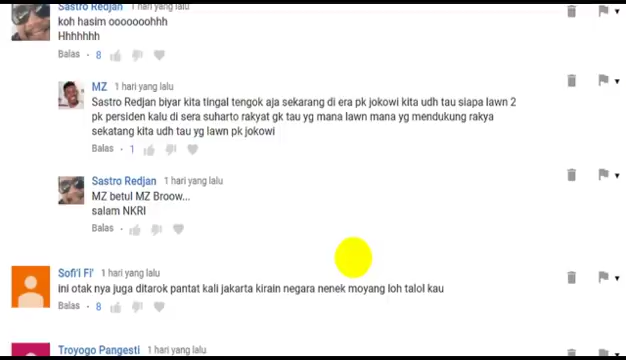 Sastro Redjan 1 hari yang lalu
koh hasim ooooooohhh
Hhhhhhh
Balas · 8
MZ 1 hari yang lalu
Sastro Redjan biyar kita tingal tengok aja sekarang di era pk jokowi kita udh tau siapa lawn 2
pk persiden kalu di sera suharto rakyat gk tau yg mana lawn mana yg mendukung rakya
sekatang kita udh tau yg lawn pk jokowi
Balas · 1
Sastro Redjan 1 hari yang lalu
MZ betul MZ Broow...
salam NKRI
Balas ·
Sofi'i Fi' 1 hari yang lalu
ini otak nya juga ditarok pantat kali jakarta kirain negara nenek moyang loh talol kau
Balas · 8
Troyogo Pangesti 1 hari yang lalu